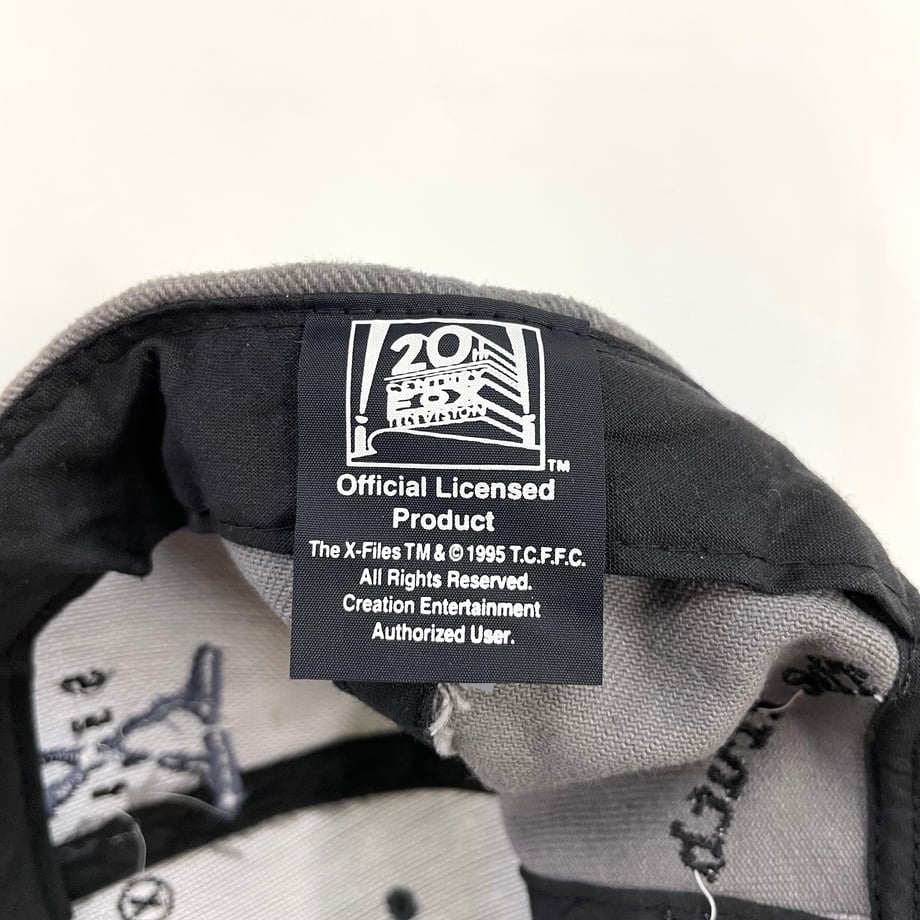 20th
CENTURY
FOX
TELEVISION
TM
Official Licensed
Product
The X-Files TM & © 1995 T.C.F.F.C.
All Rights Reserved.
Creation Entertainment
Authorized User.